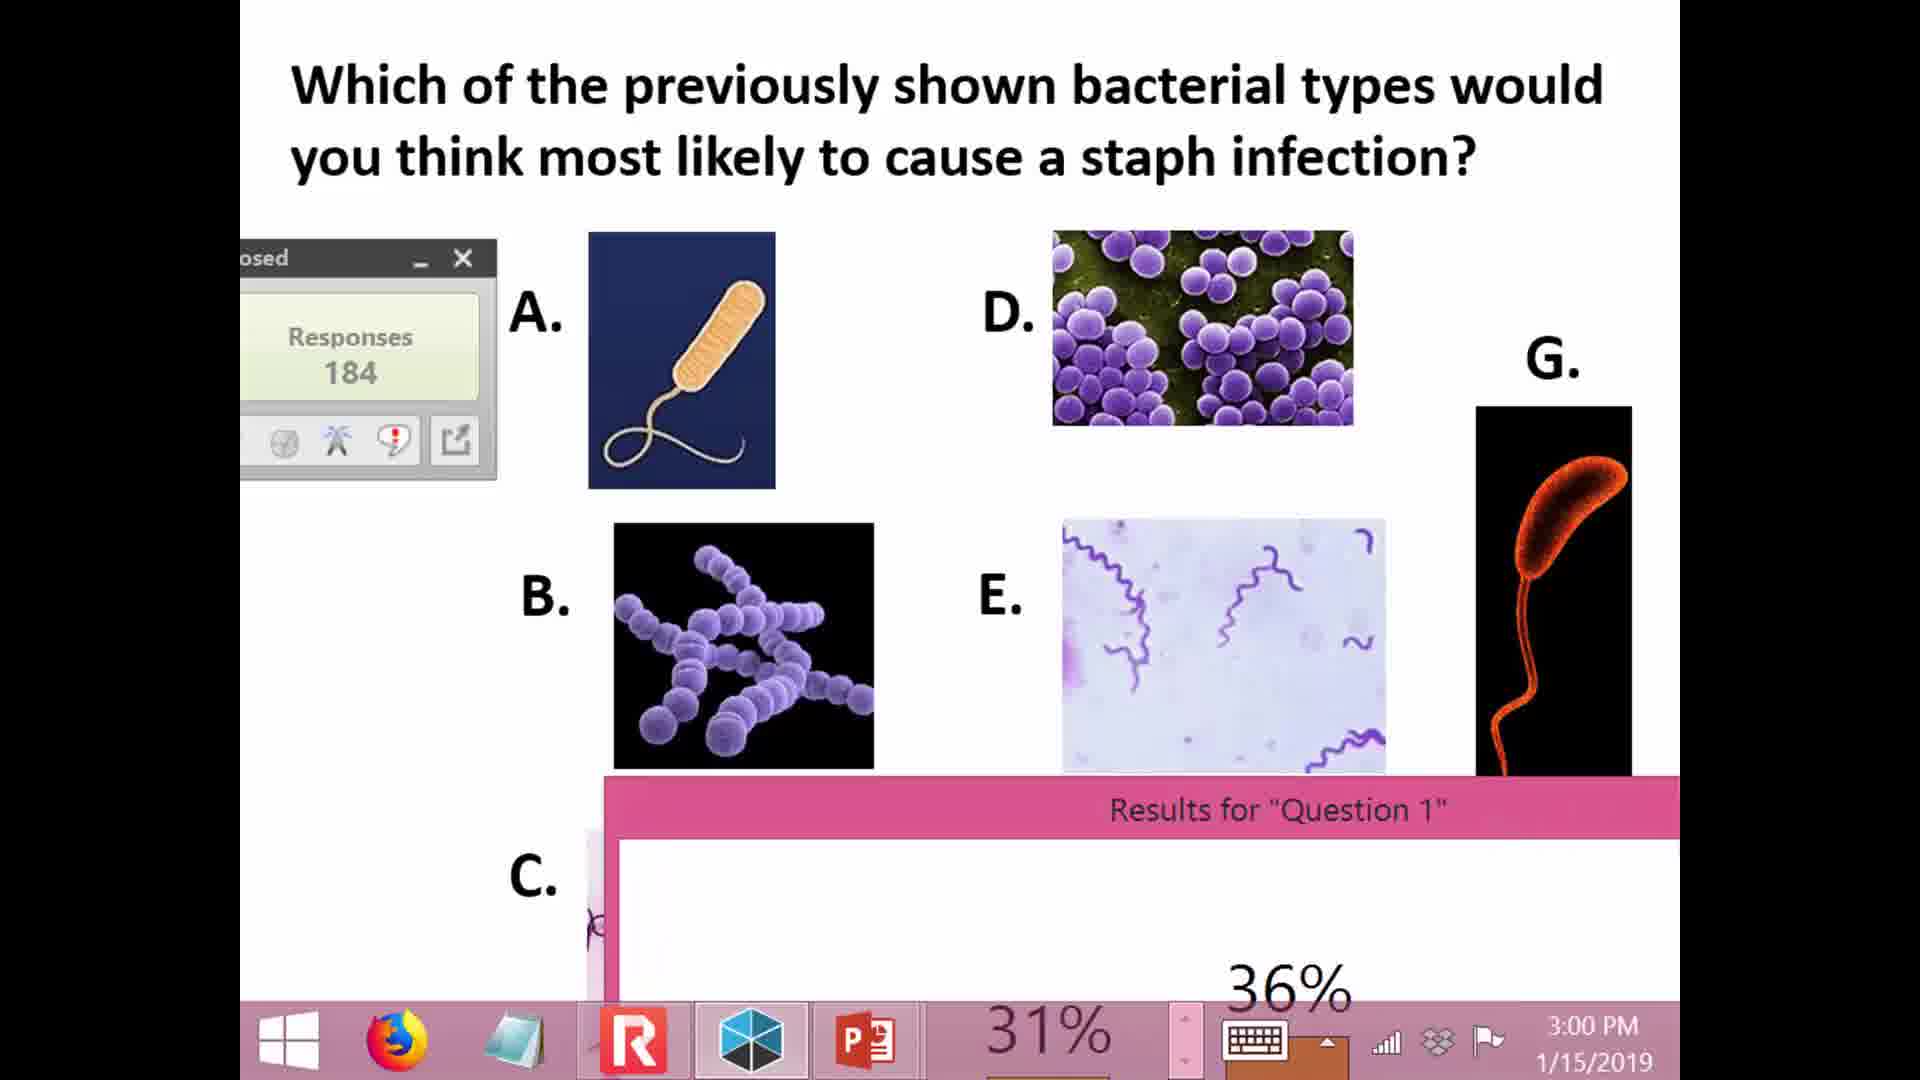 Which of the previously shown bacterial types would
you think most likely to cause a staph infection?
osed
Responses
184
A.
D.
G.
B.
E.
Results for "Question 1"
C.
36%
31%
3:00 PM
1/15/2019